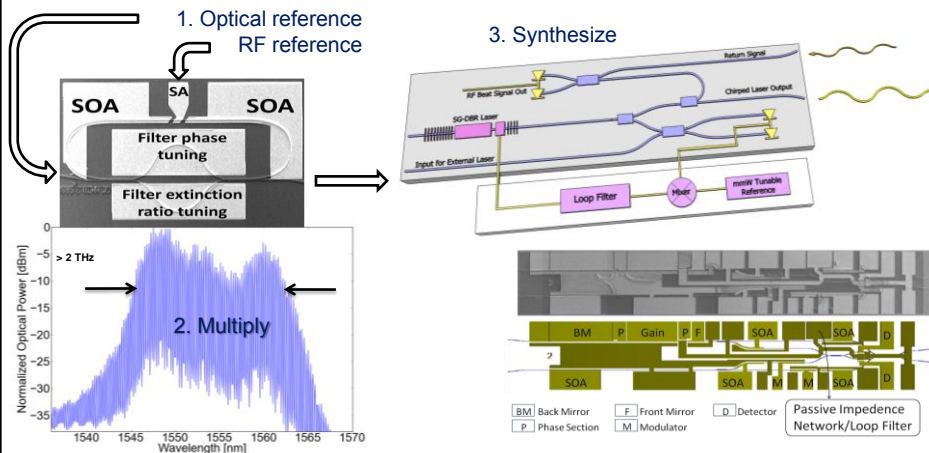 1. Optical reference
RF reference
SA
SOA
SOA
Filter phase
tuning
Filter extinction
ratio tuning
Normalized Optical Power [dBm]
0
−5
−10
−15
−20
−25
−30
−35
> 2 THz
2. Multiply
1540
1545
1550
1555
1560
1565
1570
Wavelength [nm]
3. Synthesize
Return Signal
RF Beat Signal Out
Chirped Laser Output
SG-DBR Laser
Input for External Laser
Loop Filter
Mixer
mmW Tunable
Reference
BM
P
Gain
P
F
SOA
SOA
D
2
SOA
SOA
M
M
SOA
D
BM Back Mirror
F Front Mirror
D Detector
P Phase Section
M Modulator
Passive Impedence
Network/Loop Filter